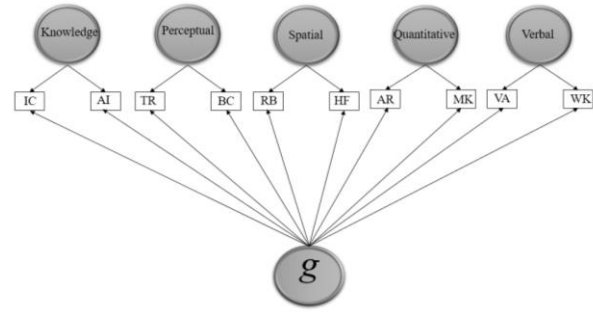 Knowledge Perceptual Spatial Quantitative Verbal
IC AI TR BC RB HF AR MK VA WK
g